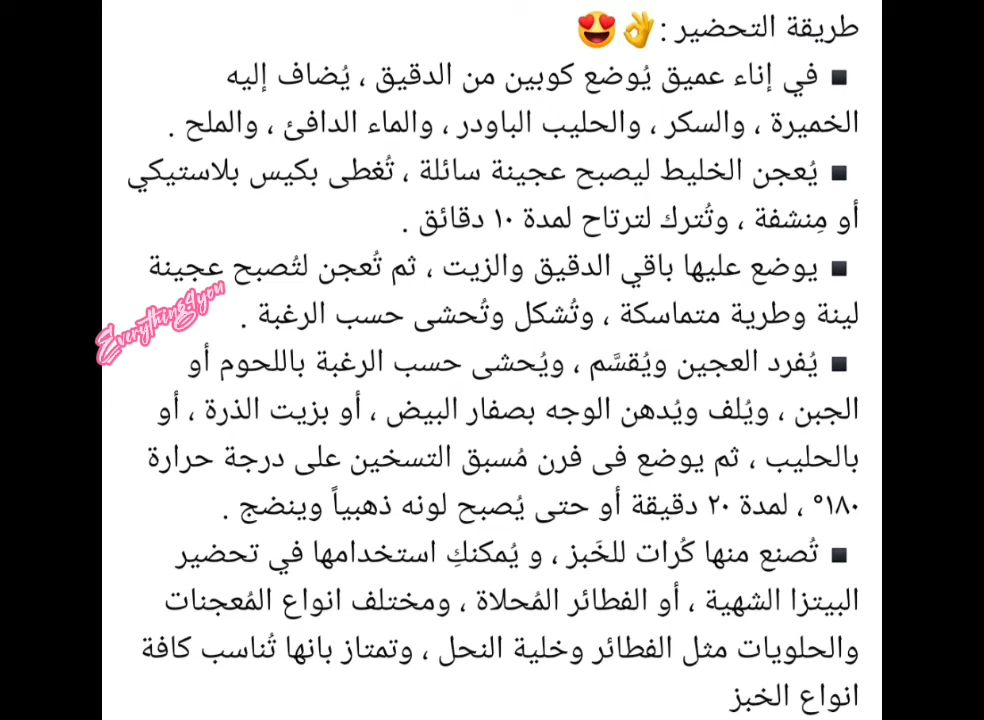 طريقة التحضير :👌😍
▪️ في إناء عميق يُوضع كوبين من الدقيق ، يُضاف إليه
الخميرة ، والسكر ، والحليب الباودر ، والماء الدافئ ، والملح .
▪️ يُعجن الخليط ليصبح عجينة سائلة ، تُغطى بكيس بلاستيكي
أو مِنشفة ، وتُترك لترتاح لمدة ١٠ دقائق .
▪️ يوضع عليها باقي الدقيق والزيت ، ثم تُعجن لتُصبح عجينة
لينة وطرية متماسكة ، وتُشكل وتُحشى حسب الرغبة .
Everything4you
▪️ يُفرد العجين ويُقسَّم ، ويُحشى حسب الرغبة باللحوم أو
الجبن ، ويُلف ويُدهن الوجه بصفار البيض ، أو بزيت الذرة ، أو
بالحليب ، ثم يوضع فى فرن مُسبق التسخين على درجة حرارة
١٨٠° ، لمدة ٢٠ دقيقة أو حتى يُصبح لونه ذهبياً وينضج .
▪️ تُصنع منها كُرات للخَبز ، و يُمكنكِ استخدامها في تحضير
البيتزا الشهية ، أو الفطائر المُحلاة ، ومختلف انواع المُعجنات
والحلويات مثل الفطائر وخلية النحل ، وتمتاز بانها تُناسب كافة
انواع الخبز